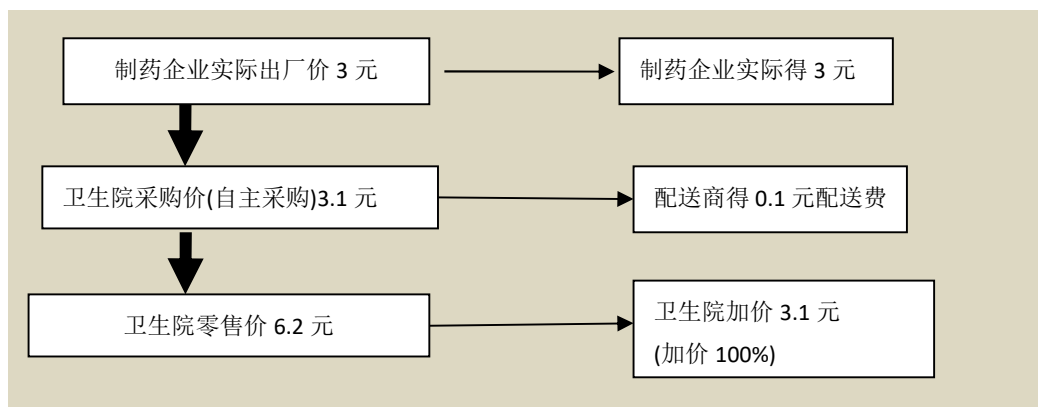 制药企业实际出厂价 3 元
制药企业实际得 3 元
卫生院采购价(自主采购)3.1 元
配送商得 0.1 元配送费
卫生院零售价 6.2 元
卫生院加价 3.1 元
(加价 100%)